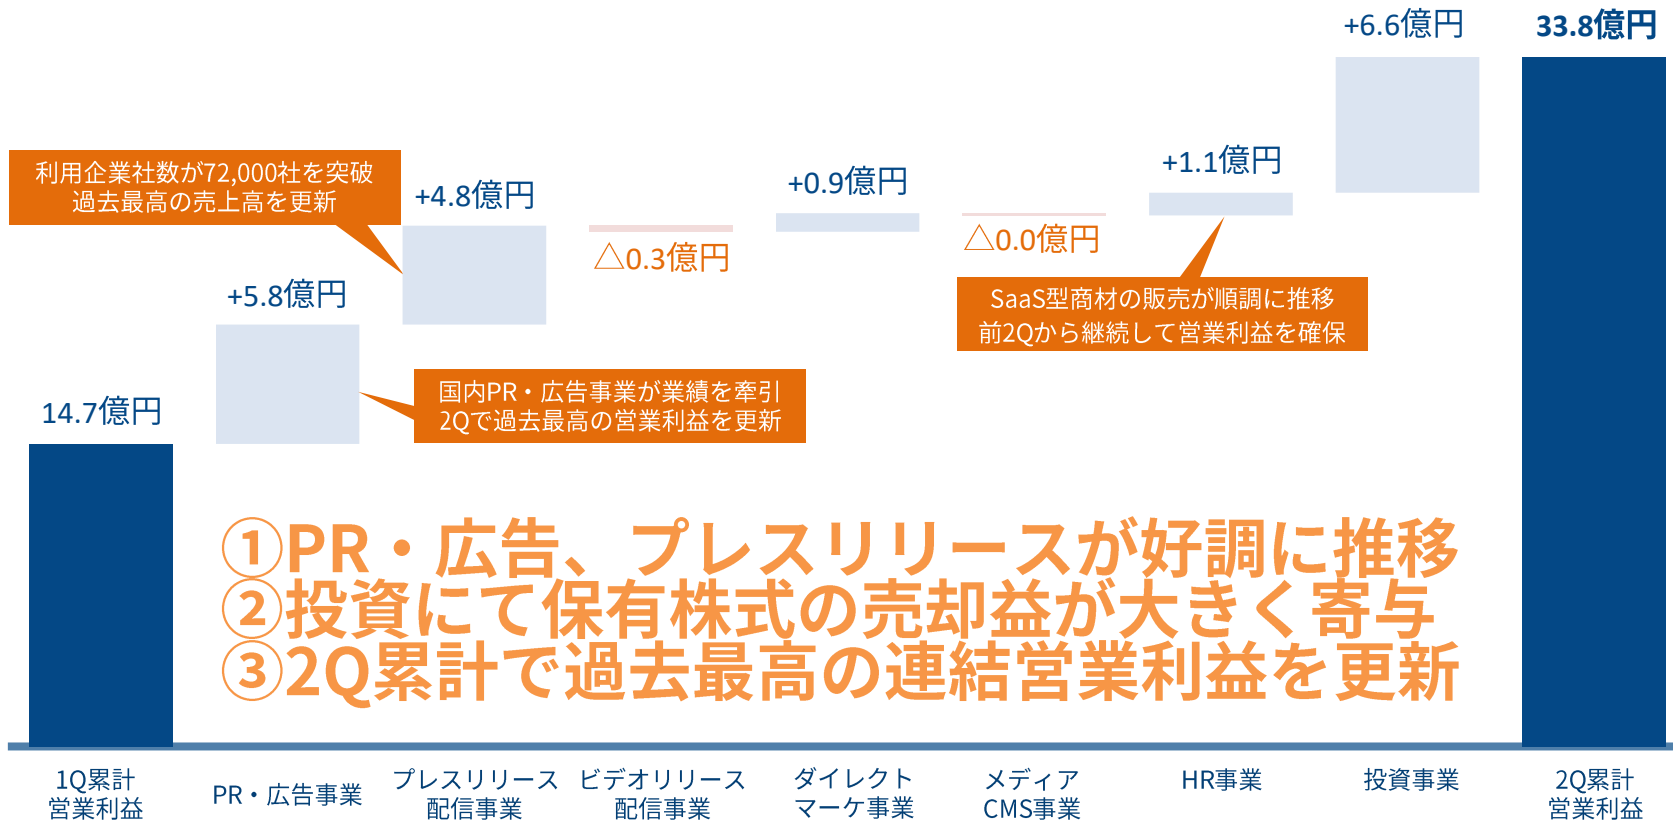 +6.6億円
33.8億円
利用企業社数が72,000社を突破
過去最高の売上高を更新
+4.8億円
+0.9億円
+1.1億円
△0.3億円
△0.0億円
+5.8億円
SaaS型商材の販売が順調に推移
前2Qから継続して営業利益を確保
国内PR・広告事業が業績を牽引
2Qで過去最高の営業利益を更新
14.7億円
①PR・広告、プレスリリースが好調に推移
②投資にて保有株式の売却益が大きく寄与
③2Q累計で過去最高の連結営業利益を更新
1Q累計
営業利益
PR・広告事業
プレスリリース
配信事業
ビデオリリース
配信事業
ダイレクト
マーケ事業
メディア
CMS事業
HR事業
投資事業
2Q累計
営業利益